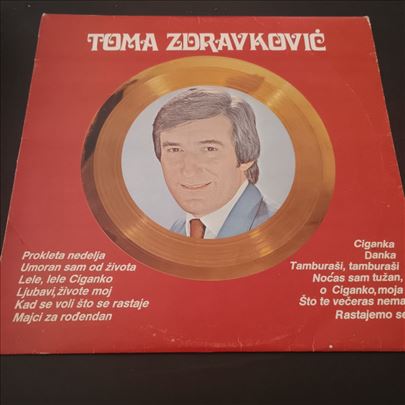 TOMA ZDRAVKOVIĆ
Prokleta nedelja
Umoran sam od života
Lele, lele Ciganko
Ljubavi, živote moj
Kad se voli što se rastaje
Majci za rođendan
Ciganka
Danka
Tamburaši, tamburaši
Noćas sam tužan,
o Ciganko, moja
Što te večeras nema
Rastajemo se